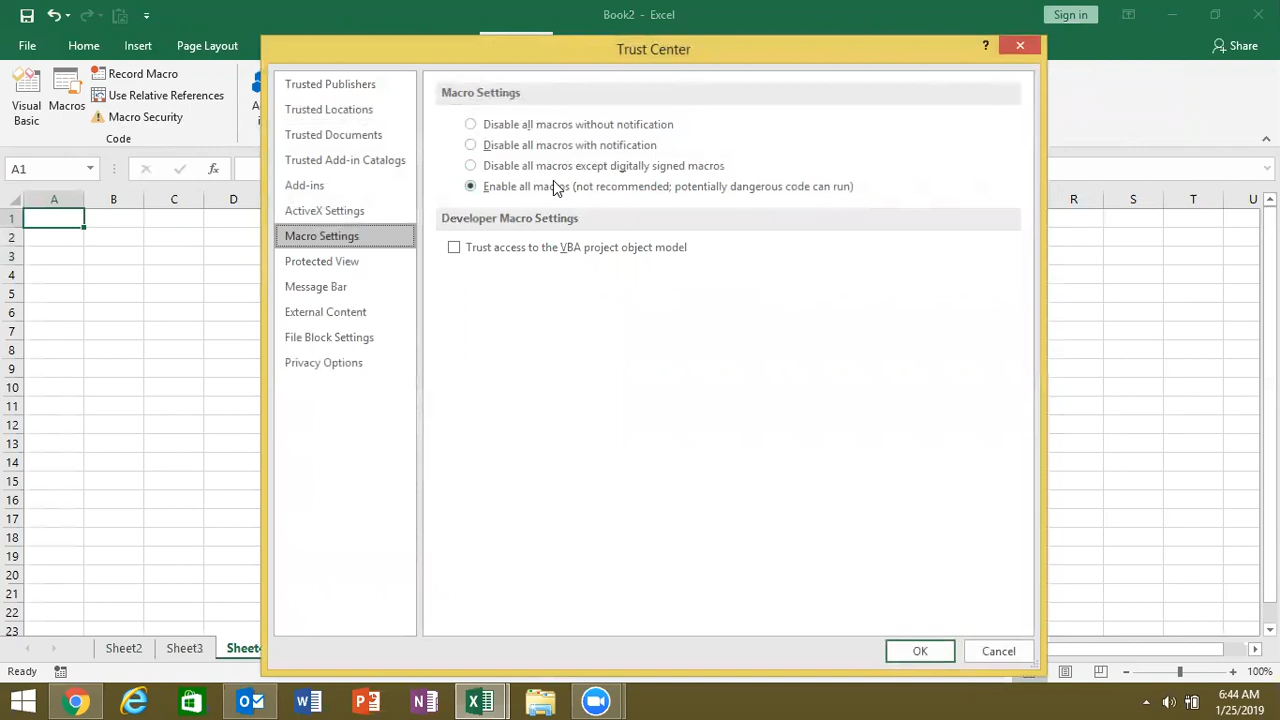 Book2 - Excel
Sign in
File
Home
Insert
Page Layout
Share
Visual Basic
Macros
Record Macro
Use Relative References
Macro Security
Code
Trust Center
?
Trusted Publishers
Trusted Locations
Trusted Documents
Trusted Add-in Catalogs
Add-ins
ActiveX Settings
Macro Settings
Protected View
Message Bar
External Content
File Block Settings
Privacy Options
Macro Settings
Disable all macros without notification
Disable all macros with notification
Disable all macros except digitally signed macros
Enable all macros (not recommended; potentially dangerous code can run)
Developer Macro Settings
Trust access to the VBA project object model
OK
Cancel
A1
fx
A B C D R S T U
1
2
3
4
5
6
7
8
9
10
11
12
13
14
15
16
17
18
19
20
21
22
23
Sheet2
Sheet3
Ready
100%
6:44 AM
1/25/2019